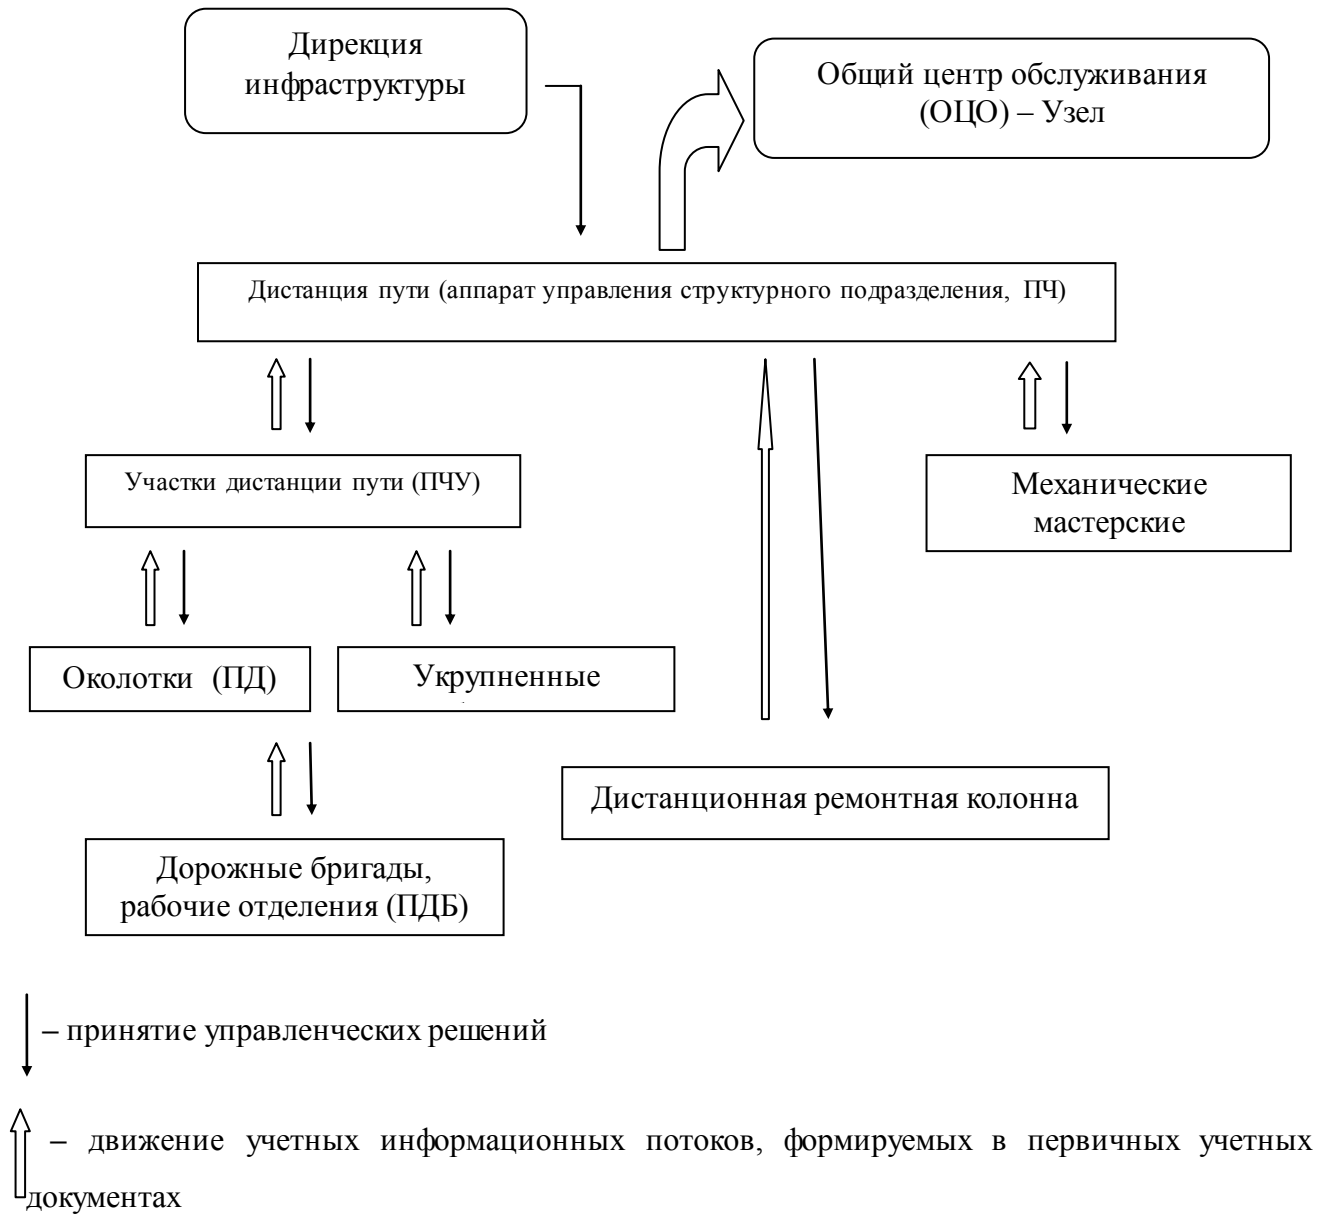 Дирекция
инфраструктуры
Общий центр обслуживания
(ОЦО) – Узел
Дистанция пути (аппарат управления структурного подразделения, ПЧ)
Участки дистанции пути (ПЧУ)
Механические
мастерские
Околотки (ПД)
Укрупненные
Дистанционная ремонтная колонна
Дорожные бригады,
рабочие отделения (ПДБ)
– принятие управленческих решений
– движение учетных информационных потоков, формируемых в первичных учетных
документах